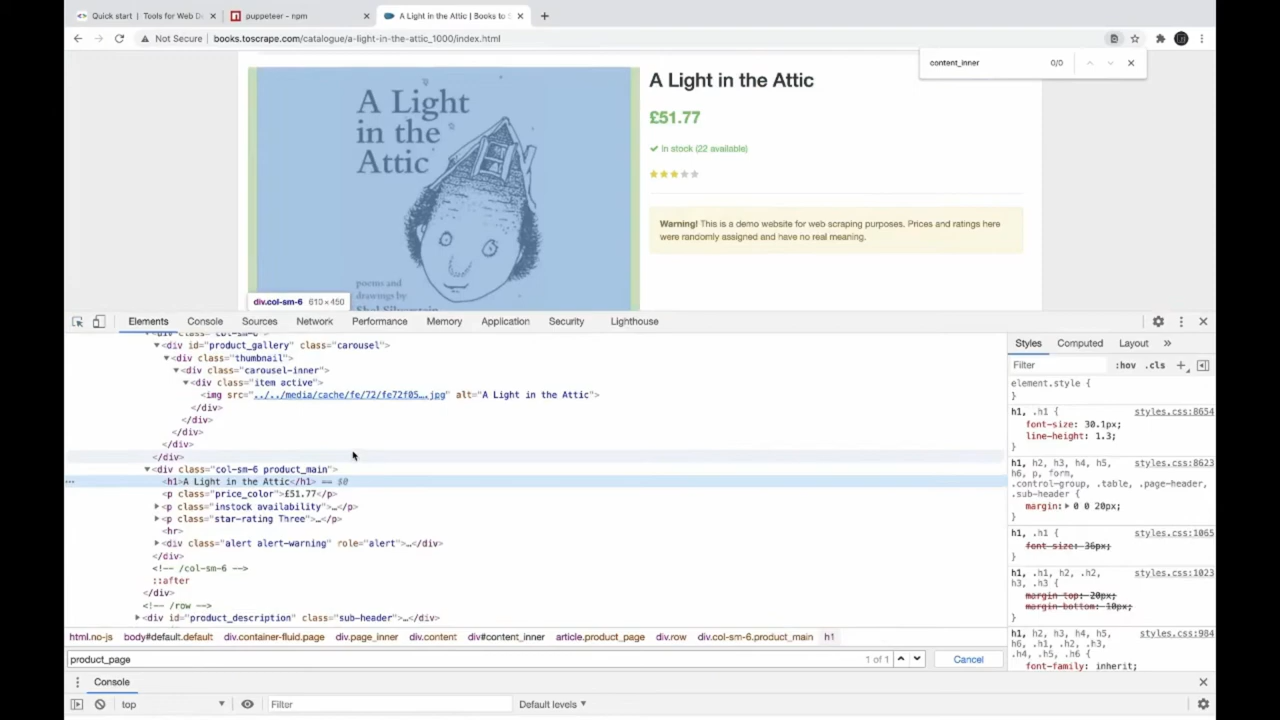 Quick start | Tools for Web D
puppeteer - npm
A Light in the Attic | Books to S
Not Secure | books.toscrape.com/catalogue/a-light-in-the-attic_1000/index.html
content_inner 0/0
A Light
in the
Attic
poems and
drawings by
Shel Silverstein
A Light in the Attic
£51.77
In stock (22 available)
Warning! This is a demo website for web scraping purposes. Prices and ratings here
were randomly assigned and have no real meaning.
div.col-sm-6 610 × 450
Elements Console Sources Network Performance Memory Application Security Lighthouse
<div id="product_gallery" class="carousel">
<div class="thumbnail">
<div class="carousel-inner">
<div class="item active">
<img src="../../media/cache/fe/72/fe72f05….jpg" alt="A Light in the Attic">
</div>
</div>
</div>
</div>
</div>
<div class="col-sm-6 product_main">
<h1>A Light in the Attic</h1> == $0
<p class="price_color">£51.77</p>
<p class="instock availability">…</p>
<p class="star-rating Three">…</p>
<hr>
<div class="alert alert-warning" role="alert">…</div>
</div>
<!-- /col-sm-6 -->
::after
</div>
<!-- /row -->
<div id="product_description" class="sub-header">…</div>
html.no-js body#default.default div.container-fluid.page div.page_inner div.content div#content_inner article.product_page div.row div.col-sm-6.product_main h1
product_page 1 of 1 Cancel
Console
top Filter Default levels
Styles Computed Layout »
Filter :hov .cls +
element.style {
}
h1, .h1 { styles.css:8654
font-size: 30.1px;
line-height: 1.3;
}
h1, h2, h3, h4, h5, styles.css:8623
h6, p, form,
.control-group, .table, .page-header,
.sub-header {
margin: 0 0 20px;
}
h1, .h1 { styles.css:1065
font-size: 36px;
}
h1, .h1, h2, .h2, styles.css:1023
h3, .h3 {
margin-top: 20px;
margin-bottom: 10px;
}
h1, h2, h3, h4, h5, styles.css:984
h6, .h1, .h2, .h3,
.h4, .h5, .h6 {
font-family: inherit;